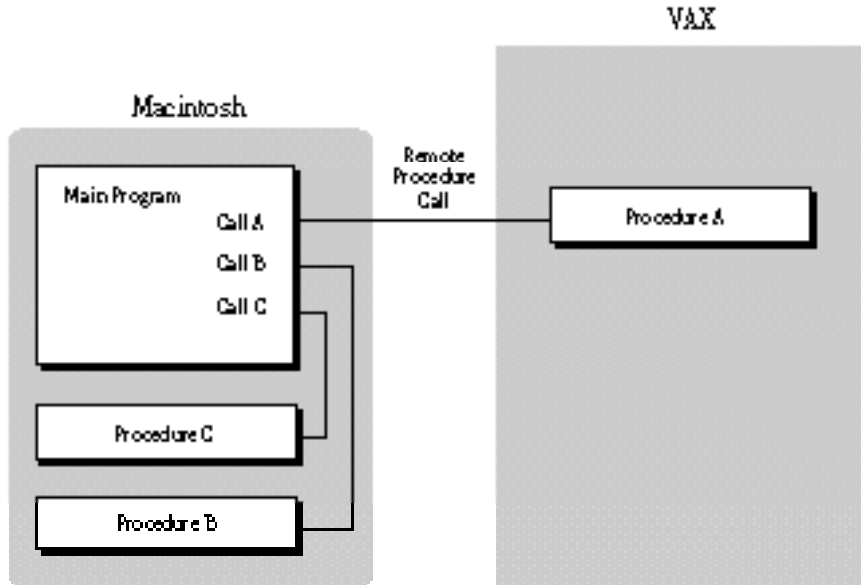 VAX
Macintosh
Main Program
Call A
Call B
Call C
Remote
Procedure
Call
Procedure A
Procedure C
Procedure B